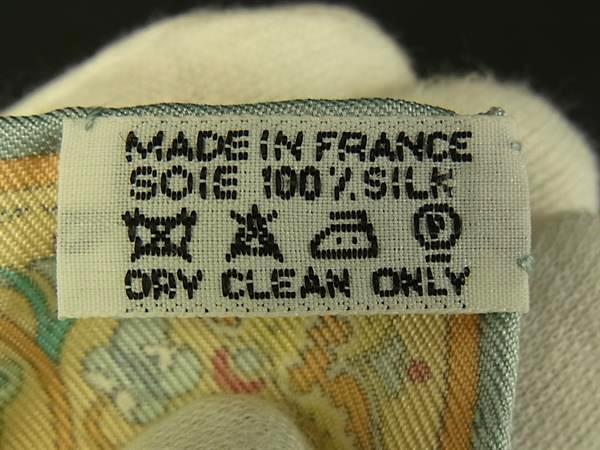 MADE IN FRANCE
SOIE 100% SILK
P
DRY CLEAN ONLY